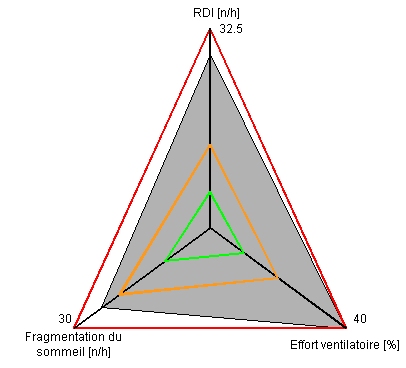 RDI [n/h]
32.5
30
40
Fragmentation du
sommeil [n/h]
Effort ventilatoire [%]